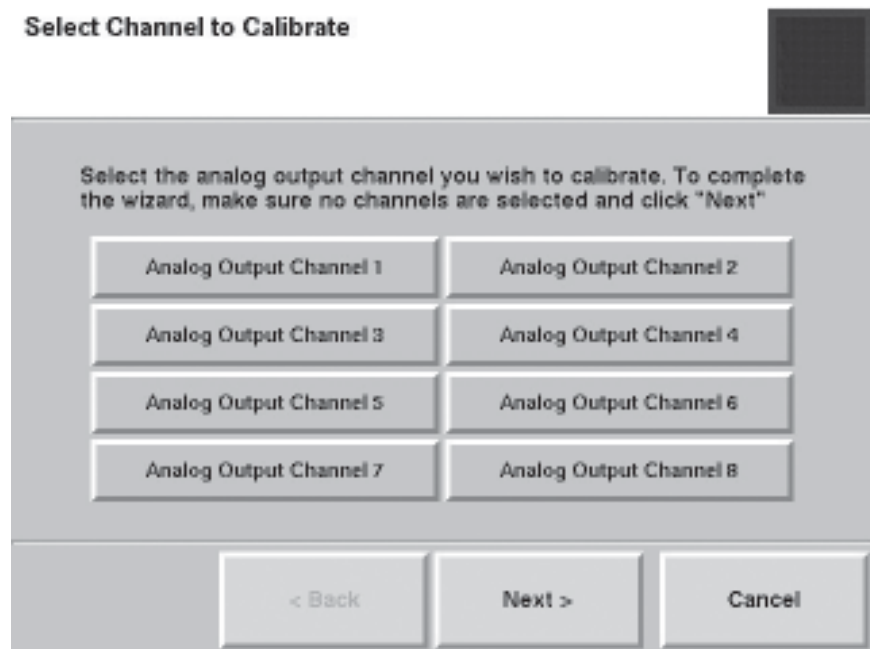 Select Channel to Calibrate
Select the analog output channel you wish to calibrate. To complete
the wizard, make sure no channels are selected and click "Next"
Analog Output Channel 1
Analog Output Channel 2
Analog Output Channel 3
Analog Output Channel 4
Analog Output Channel 5
Analog Output Channel 6
Analog Output Channel 7
Analog Output Channel 8
< Back
Next >
Cancel